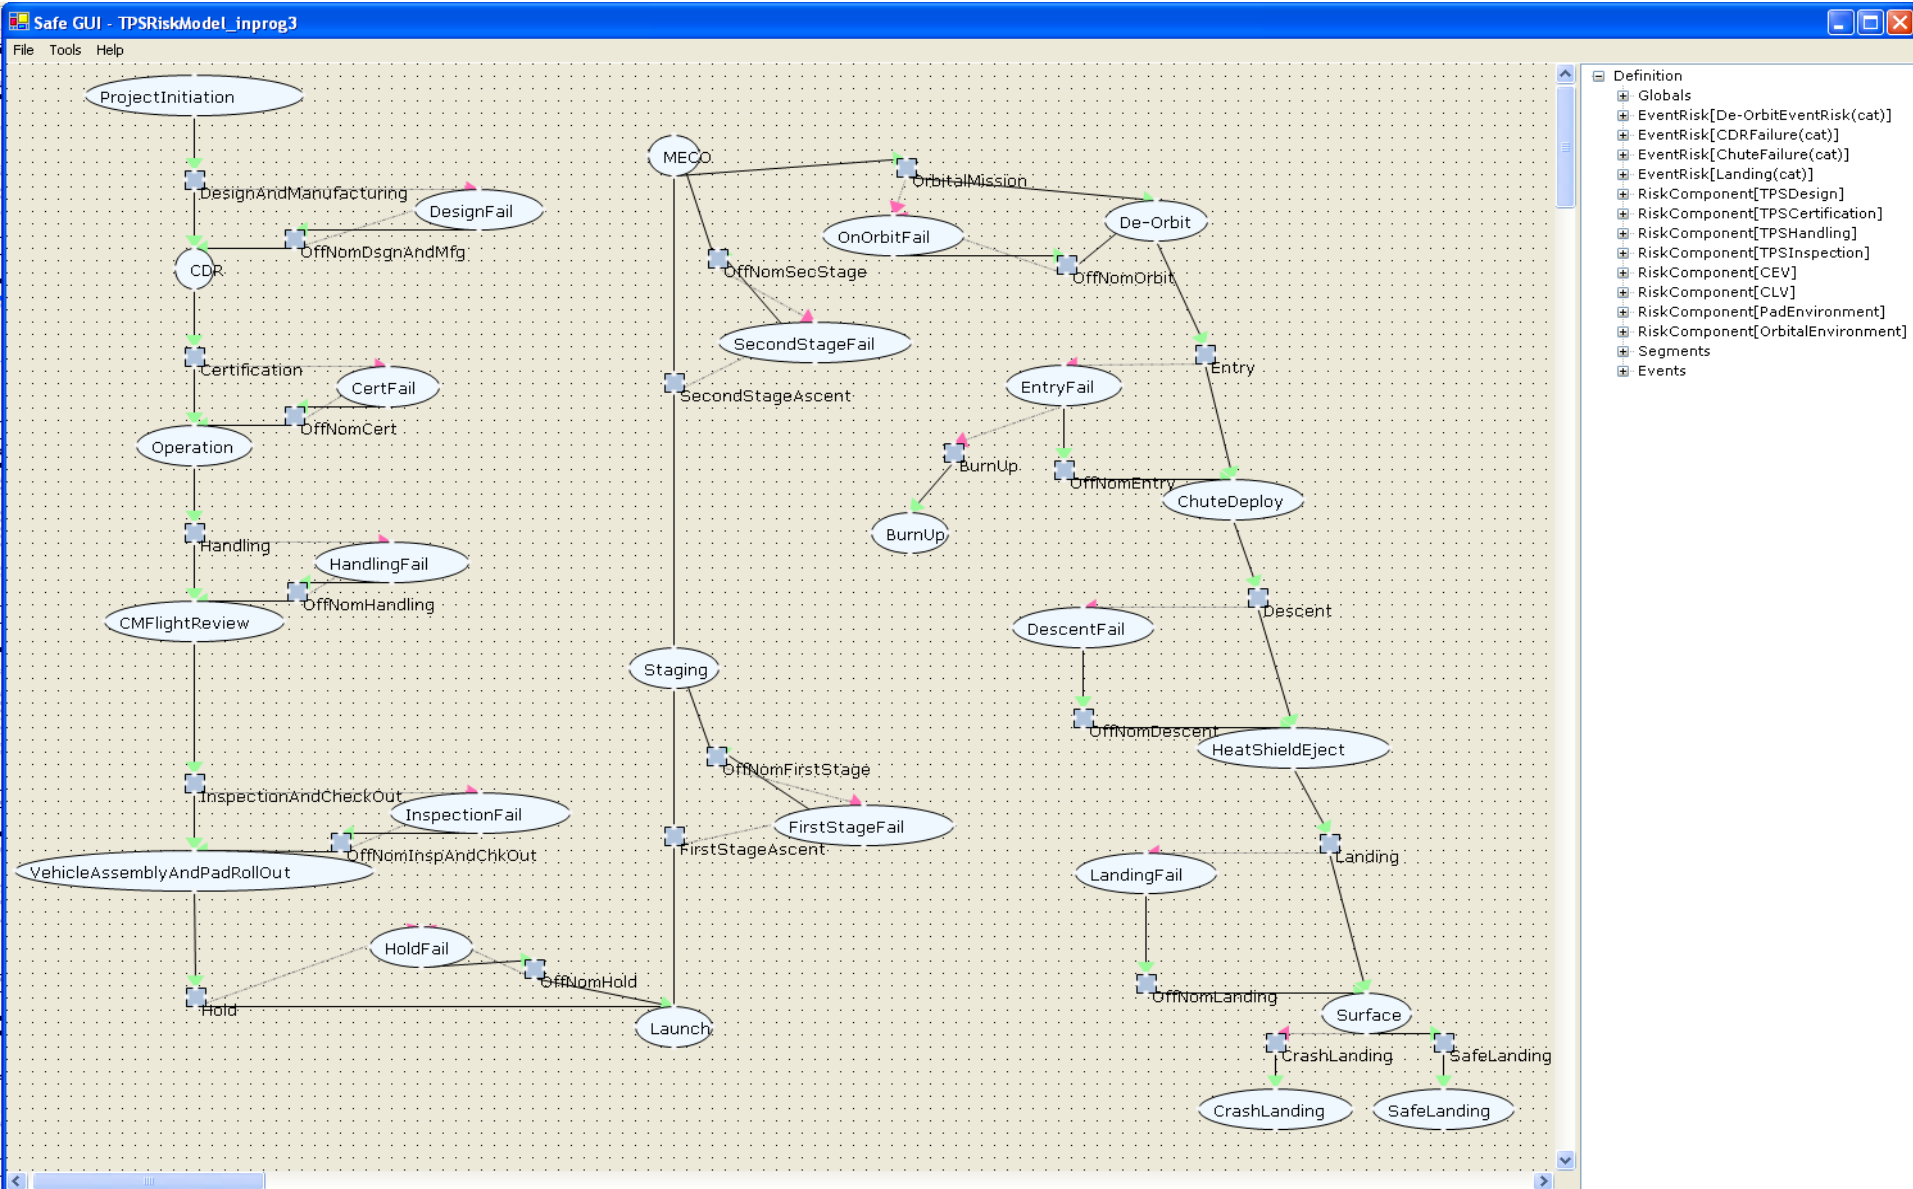 Safe GUI - TPSRiskModel_inprog3
File Tools Help
ProjectInitiation
DesignAndManufacturing
DesignFail
OffNomDsgnAndMfg
CDR
Certification
CertFail
OffNomCert
Operation
Handling
HandlingFail
OffNomHandling
CMFlightReview
InspectionAndCheckOut
InspectionFail
OffNomInspAndChkOut
VehicleAssemblyAndPadRollOut
HoldFail
OffNomHold
Hold
MECO
OrbitalMission
OnOrbitFail
De-Orbit
OffNomSecStage
OffNomOrbit
SecondStageFail
SecondStageAscent
Staging
OffNomFirstStage
FirstStageFail
FirstStageAscent
Launch
Entry
EntryFail
BurnUp
OffNomEntry
ChuteDeploy
BurnUp
Descent
DescentFail
OffNomDescent
HeatShieldEject
Landing
LandingFail
OffNomLanding
Surface
CrashLanding
SafeLanding
CrashLanding
SafeLanding
Definition
Globals
EventRisk[De-OrbitEventRisk(cat)]
EventRisk[CDRFailure(cat)]
EventRisk[ChuteFailure(cat)]
EventRisk[Landing(cat)]
RiskComponent[TPSDesign]
RiskComponent[TPSCertification]
RiskComponent[TPSHandling]
RiskComponent[TPSInspection]
RiskComponent[CEV]
RiskComponent[CLV]
RiskComponent[PadEnvironment]
RiskComponent[OrbitalEnvironment]
Segments
Events